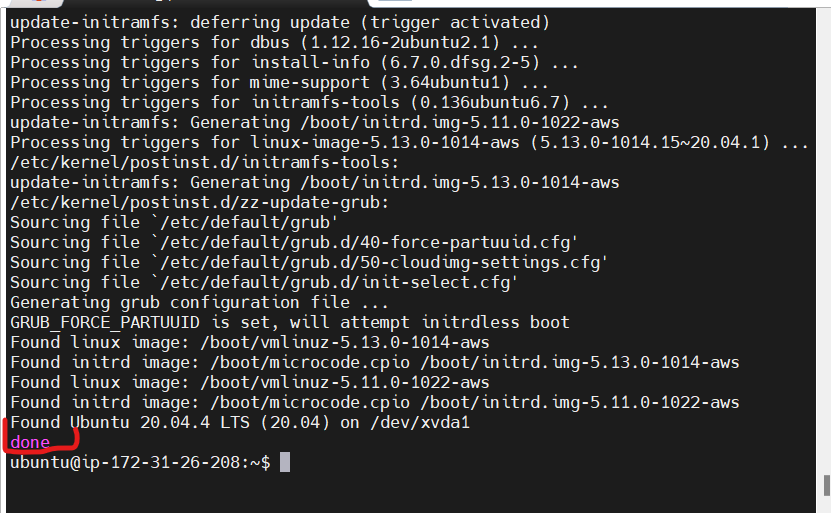 update-initramfs: deferring update (trigger activated)
Processing triggers for dbus (1.12.16-2ubuntu2.1) ...
Processing triggers for install-info (6.7.0.dfsg.2-5) ...
Processing triggers for mime-support (3.64ubuntu1) ...
Processing triggers for initramfs-tools (0.136ubuntu6.7) ...
update-initramfs: Generating /boot/initrd.img-5.11.0-1022-aws
Processing triggers for linux-image-5.13.0-1014-aws (5.13.0-1014.15~20.04.1) ...
/etc/kernel/postinst.d/initramfs-tools:
update-initramfs: Generating /boot/initrd.img-5.13.0-1014-aws
/etc/kernel/postinst.d/zz-update-grub:
Sourcing file `/etc/default/grub'
Sourcing file `/etc/default/grub.d/40-force-partuuid.cfg'
Sourcing file `/etc/default/grub.d/50-cloudimg-settings.cfg'
Sourcing file `/etc/default/grub.d/init-select.cfg'
Generating grub configuration file ...
GRUB_FORCE_PARTUUID is set, will attempt initrdless boot
Found linux image: /boot/vmlinuz-5.13.0-1014-aws
Found initrd image: /boot/microcode.cpio /boot/initrd.img-5.13.0-1014-aws
Found linux image: /boot/vmlinuz-5.11.0-1022-aws
Found initrd image: /boot/microcode.cpio /boot/initrd.img-5.11.0-1022-aws
Found Ubuntu 20.04.4 LTS (20.04) on /dev/xvda1
done
ubuntu@ip-172-31-26-208:~$